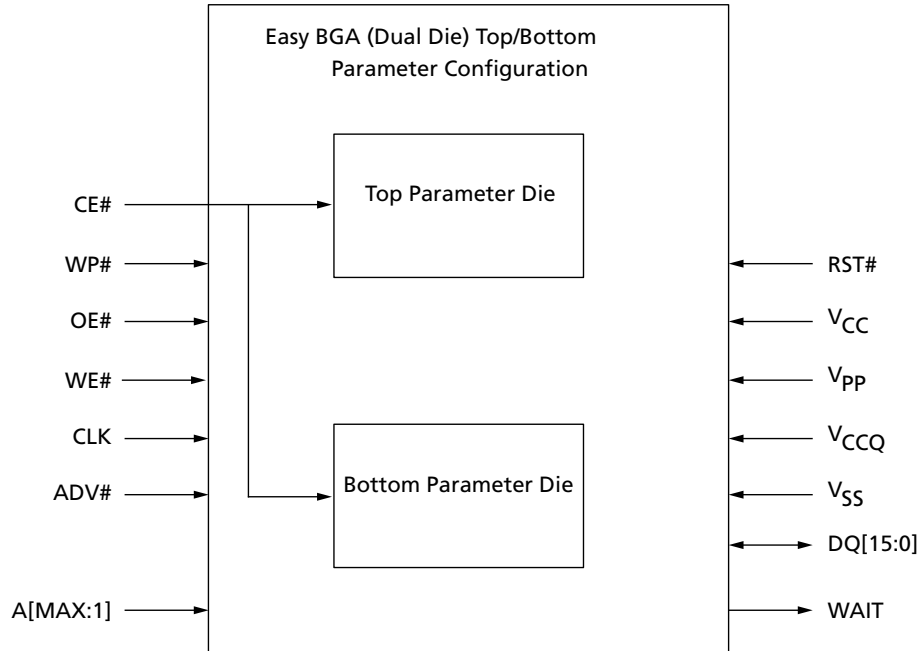 Easy BGA (Dual Die) Top/Bottom
Parameter Configuration
Top Parameter Die
Bottom Parameter Die
CE#
WP#
OE#
WE#
CLK
ADV#
A[MAX:1]
RST#
VCC
VPP
VCCQ
VSS
DQ[15:0]
WAIT